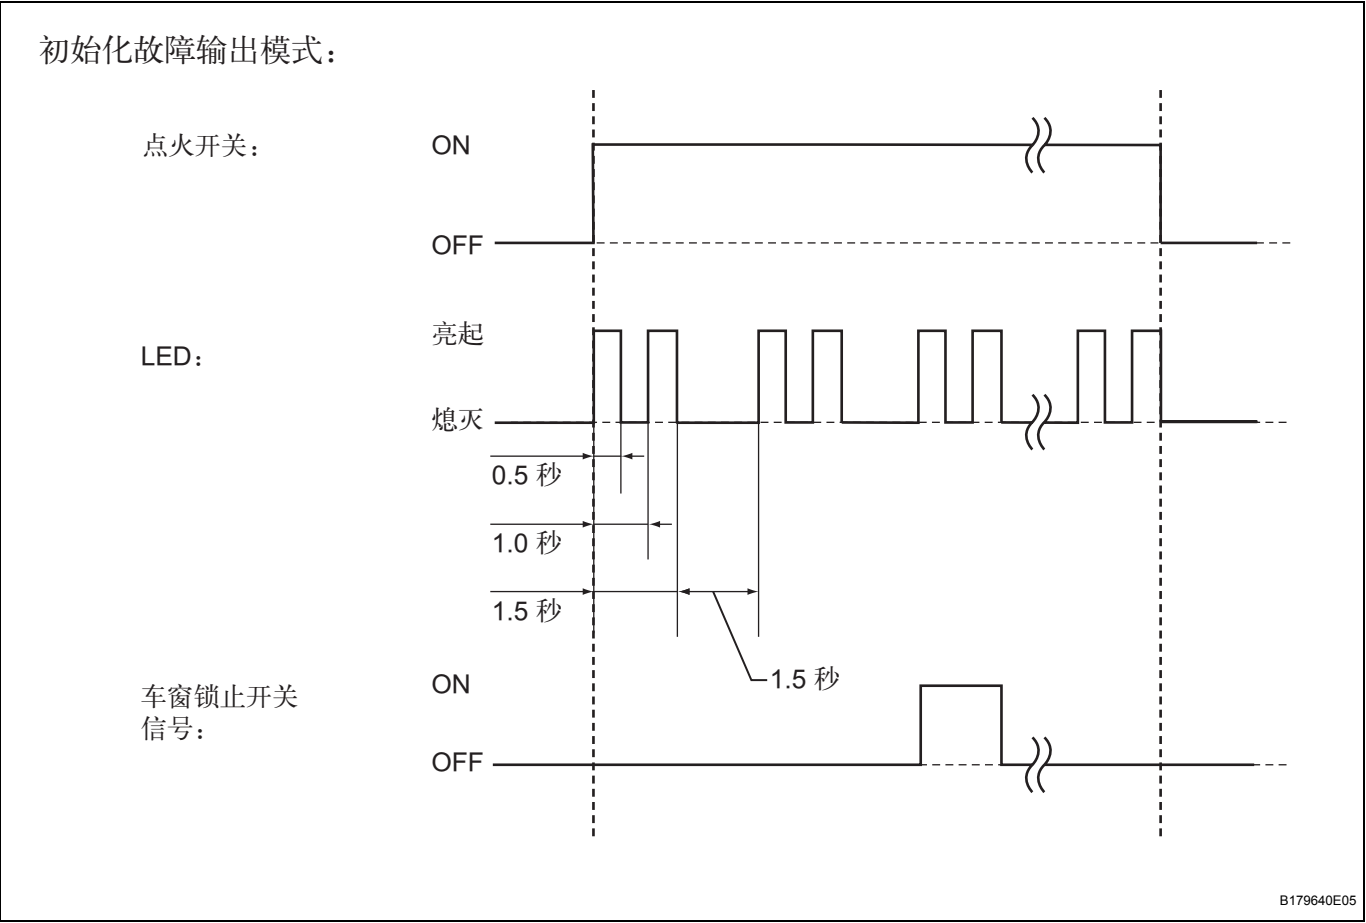 初始化故障输出模式：
点火开关：
ON
OFF
LED：
亮起
熄灭
0.5 秒
1.0 秒
1.5 秒
1.5 秒
车窗锁止开关
信号：
ON
OFF
B179640E05